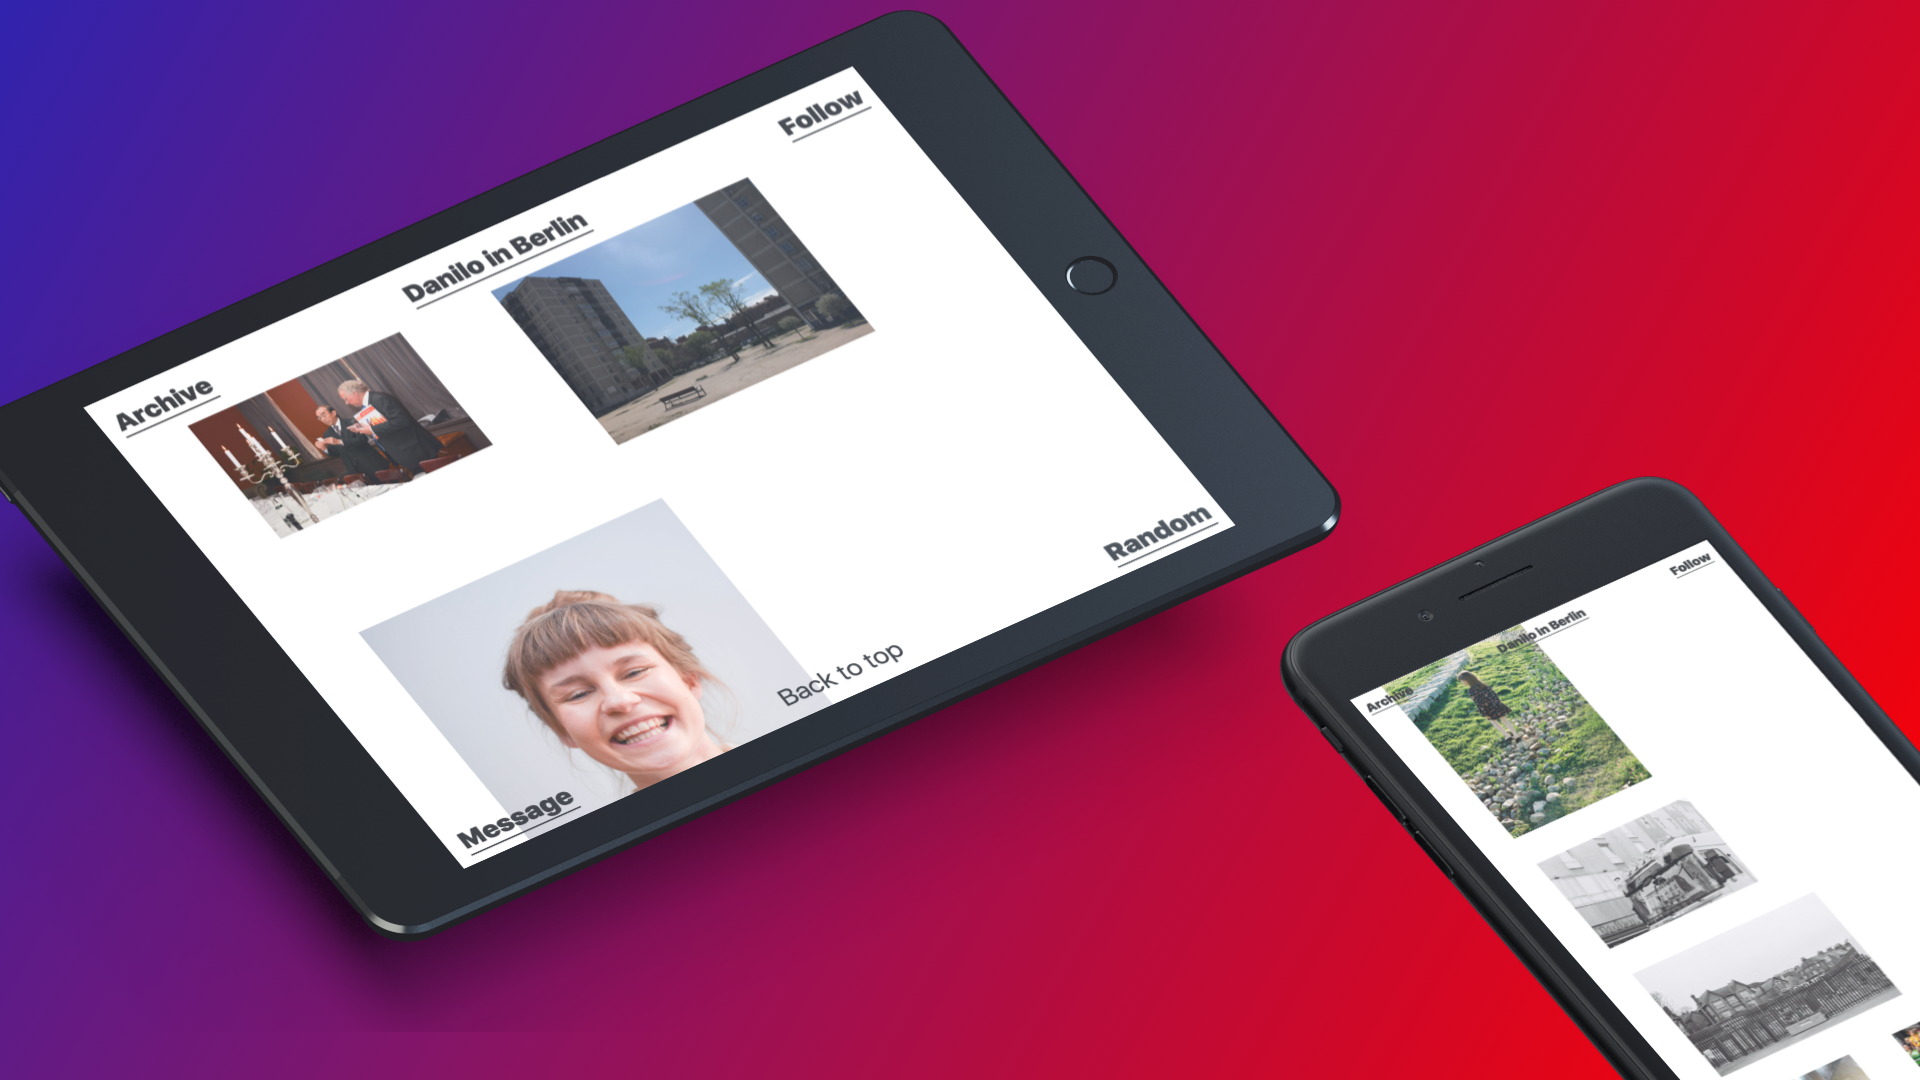 Follow
Danilo in Berlin
Archive
Random
Back to top
Message
Follow
Danilo in Berlin
Archive